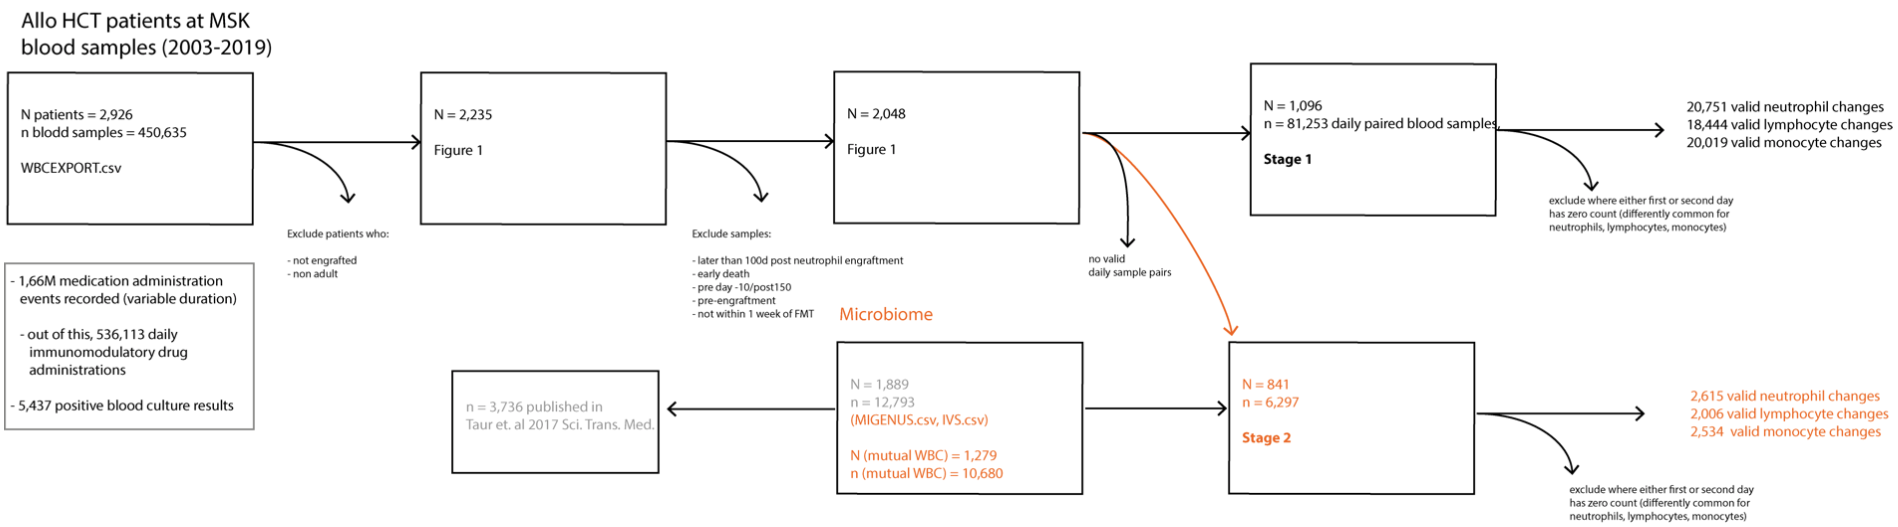 Allo HCT patients at MSK
blood samples (2003-2019)
N patients = 2,926
n blodd samples = 450,635
WBCEXPORT.csv
Exclude patients who:
- not engrafted
- non adult
N = 2,235
Figure 1
Exclude samples:
- later than 100d post neutrophil engraftment
- early death
- pre day -10/post150
- pre-engraftment
- not within 1 week of FMT
N = 2,048
Figure 1
no valid
daily sample pairs
N = 1,096
n = 81,253 daily paired blood samples,
Stage 1
exclude where either first or second day
has zero count (differently common for
neutrophils, lymphocytes, monocytes)
20,751 valid neutrophil changes
18,444 valid lymphocyte changes
20,019 valid monocyte changes
- 1,66M medication administration
events recorded (variable duration)
- out of this, 536,113 daily
immunomodulatory drug
administrations
- 5,437 positive blood culture results
n = 3,736 published in
Taur et. al 2017 Sci. Trans. Med.
Microbiome
N = 1,889
n = 12,793
(MIGENUS.csv, IVS.csv)
N (mutual WBC) = 1,279
n (mutual WBC) = 10,680
N = 841
n = 6,297
Stage 2
exclude where either first or second day
has zero count (differently common for
neutrophils, lymphocytes, monocytes)
2,615 valid neutrophil changes
2,006 valid lymphocyte changes
2,534 valid monocyte changes